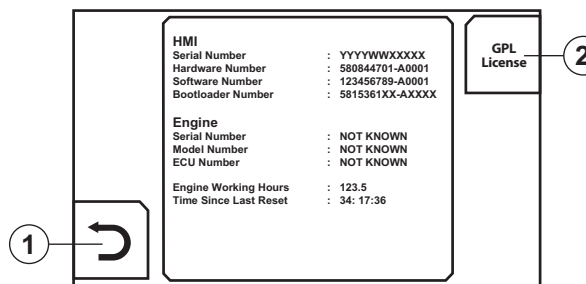 HMI
Serial Number : YYYYWWXXXXX
Hardware Number : 580844701-A0001
Software Number : 123456789-A0001
Bootloader Number : 5815361XX-AXXXX
Engine
Serial Number : NOT KNOWN
Model Number : NOT KNOWN
ECU Number : NOT KNOWN
Engine Working Hours : 123.5
Time Since Last Reset : 34: 17:36
GPL
License
2
1